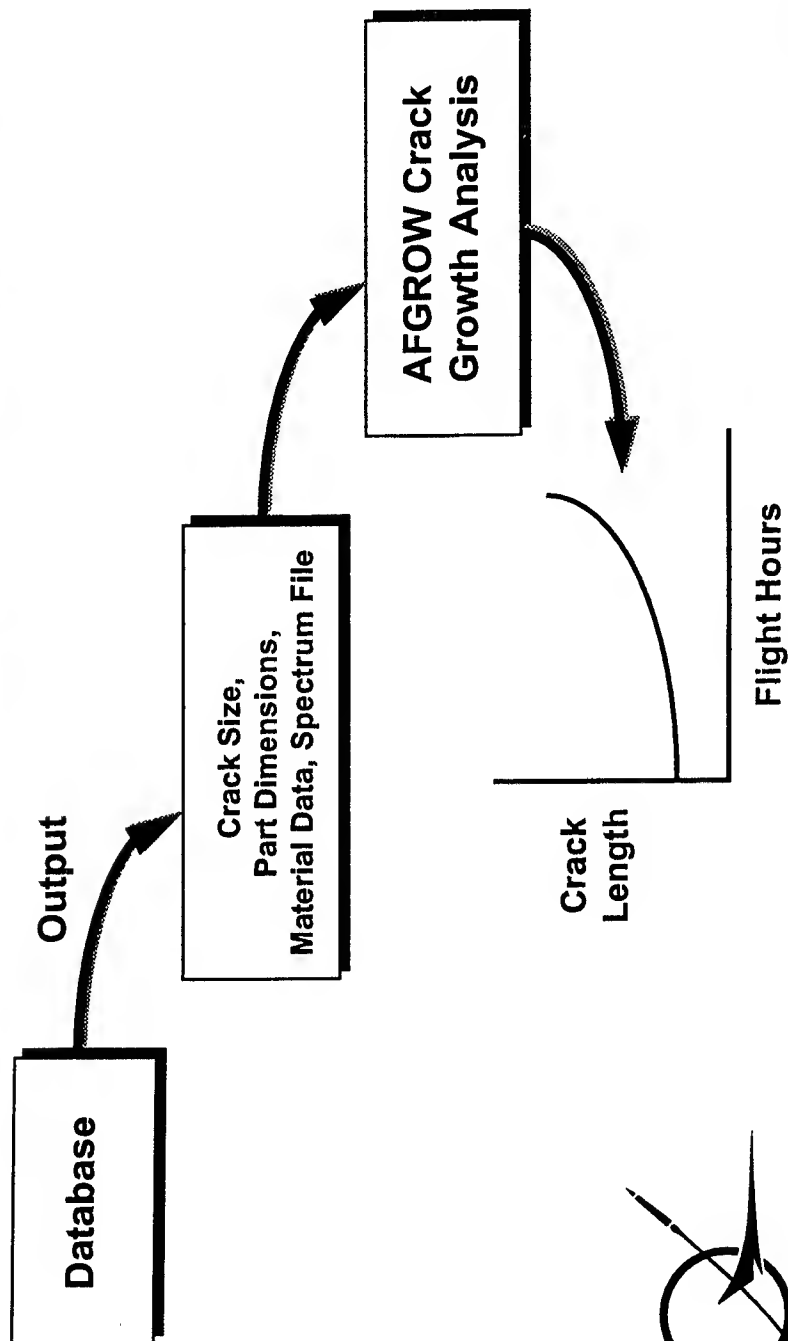 Database
Output
Crack Size,
Part Dimensions,
Material Data, Spectrum File
AFGROW Crack
Growth Analysis
Crack
Length
Flight Hours